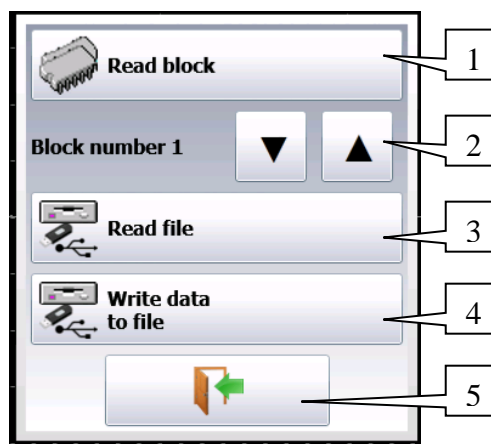 Read block
1
Block number 1
▼
▲
2
Read file
3
Write data
to file
4
5